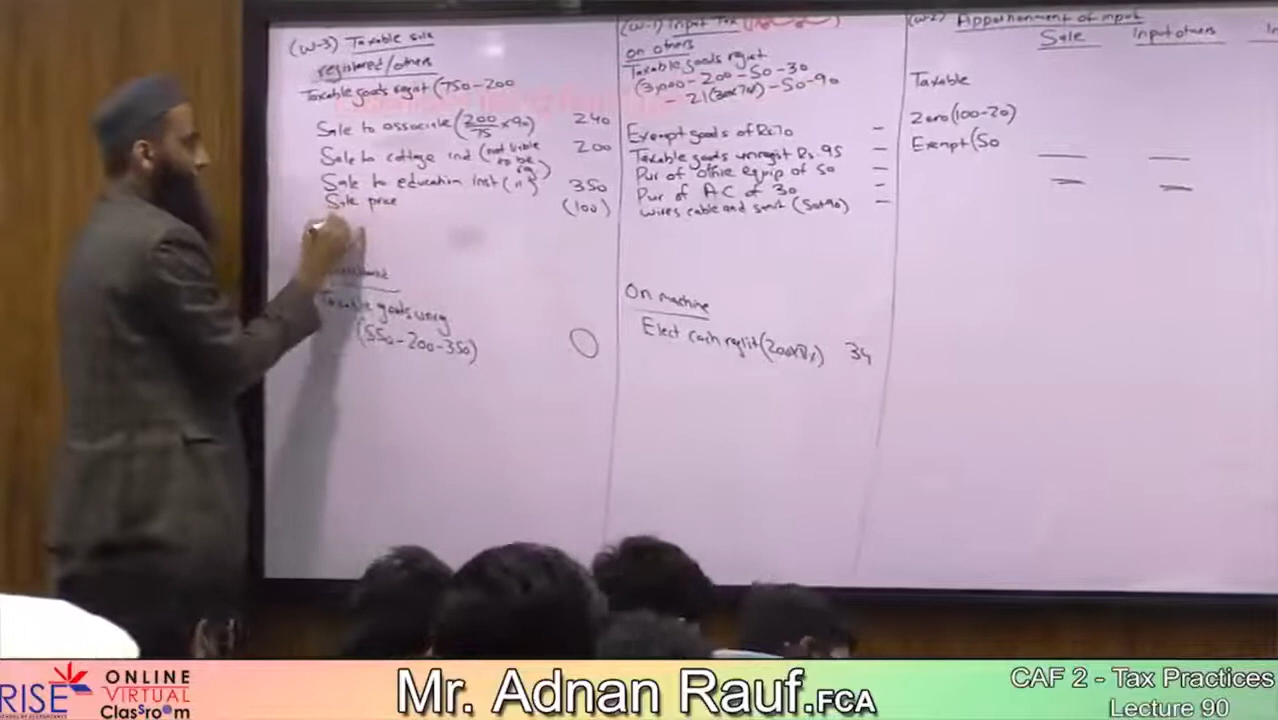 (W-3) Taxable sale
registered/others
Taxable goods regist (750-200
Sale to associate (200/75 x 90) 240
Sale to cottage ind (not liable to be reg) 200
Sale to education inst (") 350
Sale price (100)
Taxable goods unreg
(550-200-350)
(W-1) Input Tax
on others
Taxable goods regist
(3,000-200-50-30
-21(30x70%)-50-90
Exempt goods of Rs 70 -
Taxable goods unregist Rs. 95 -
Pur of office equip of 50 -
Pur of AC of 30 -
wires cable and (50+90) -
On machine
Elect cash regist (200x 34
(W-2) Apportionment of input
Sale Input others
Taxable
Zero (100-20)
Exempt (50
RISE
ONLINE
VIRTUAL
Classroom
Mr. Adnan Rauf.FCA
CAF 2 - Tax Practices
Lecture 90